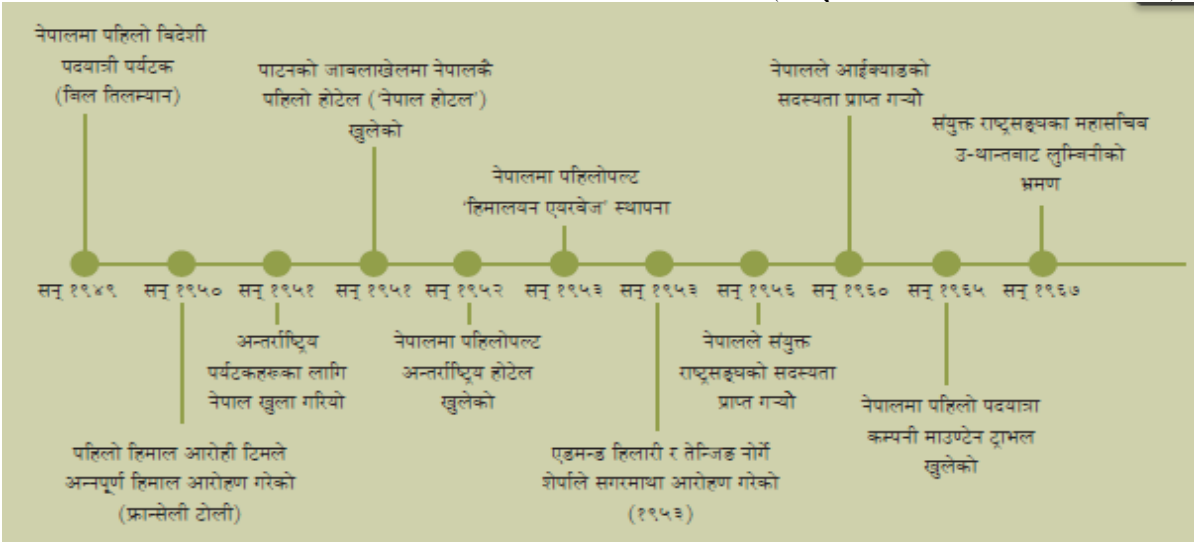 नेपालमा पहिलो विदेशी
पदयात्री पर्यटक
(बिल तिलम्यान)
पाटनको जावलाखेलमा नेपालकै
पहिलो होटेल ('नेपाल होटल')
खुलेको
नेपालमा पहिलोपल्ट
'हिमालयन एयरवेज' स्थापना
नेपालले आईक्याडको
सदस्यता प्राप्त गर्‍यौ
संयुक्त राष्ट्रसङ्घका महासचिव
उ-थान्तबाट लुम्बिनीको
भ्रमण
सन् १९४९
सन् १९५०
सन् १९५१
सन् १९५१
सन् १९५२
सन् १९५३
सन् १९५३
सन् १९५६
सन् १९६०
सन् १९६५
सन् १९६७
पहिलो हिमाल आरोही टिमले
अन्नपूर्ण हिमाल आरोहण गरेको
(फ्रान्सेली टोली)
अन्तर्राष्ट्रिय
पर्यटकहरूका लागि
नेपाल खुला गरियो
नेपालमा पहिलोपल्ट
अन्तर्राष्ट्रिय होटेल
खुलेको
एडमन्ड हिलारी र तेन्जिङ नोर्गे
शेर्पाले सगरमाथा आरोहण गरेको
(१९५३)
नेपालले संयुक्त
राष्ट्रसङ्घको सदस्यता
प्राप्त गर्‍यौ
नेपालमा पहिलो पदयात्रा
कम्पनी माउण्टेन ट्राभल
खुलेको